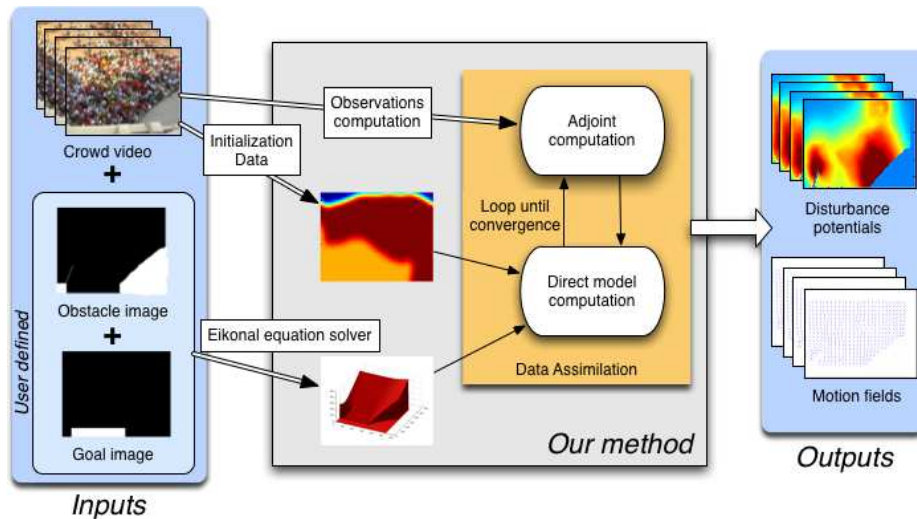 Crowd video
+
User defined
Obstacle image
+
Goal image
Inputs
Observations
computation
Initialization
Data
Eikonal equation solver
Adjoint
computation
Loop until
convergence
Direct model
computation
Data Assimilation
Our method
Disturbance
potentials
Motion fields
Outputs